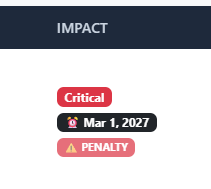 IMPACT
Critical
⏰ Mar 1, 2027
⚠️ PENALTY